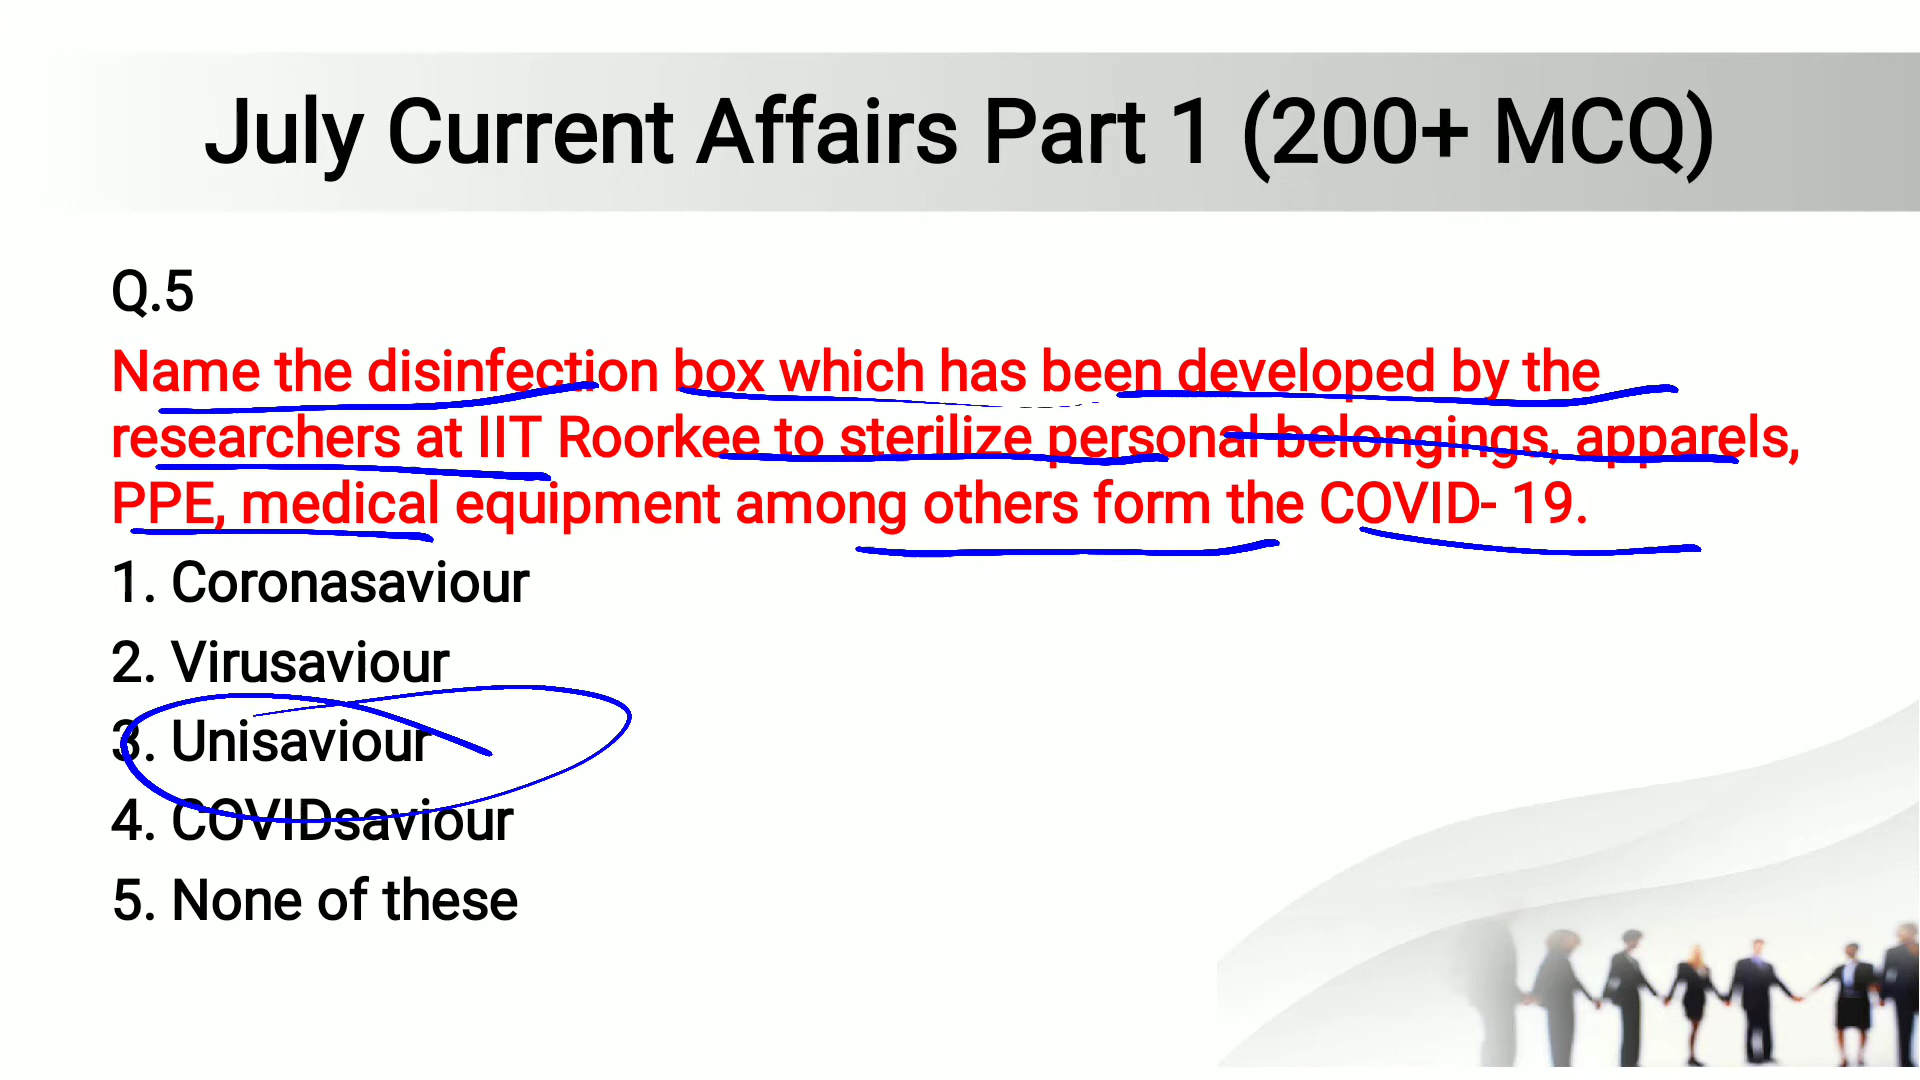 July Current Affairs Part 1 (200+ MCQ)
Q.5
Name the disinfection box which has been developed by the
researchers at IIT Roorkee to sterilize personal belongings, apparels,
PPE, medical equipment among others form the COVID- 19.
1. Coronasaviour
2. Virusaviour
3. Unisaviour
4. COVIDsaviour
5. None of these